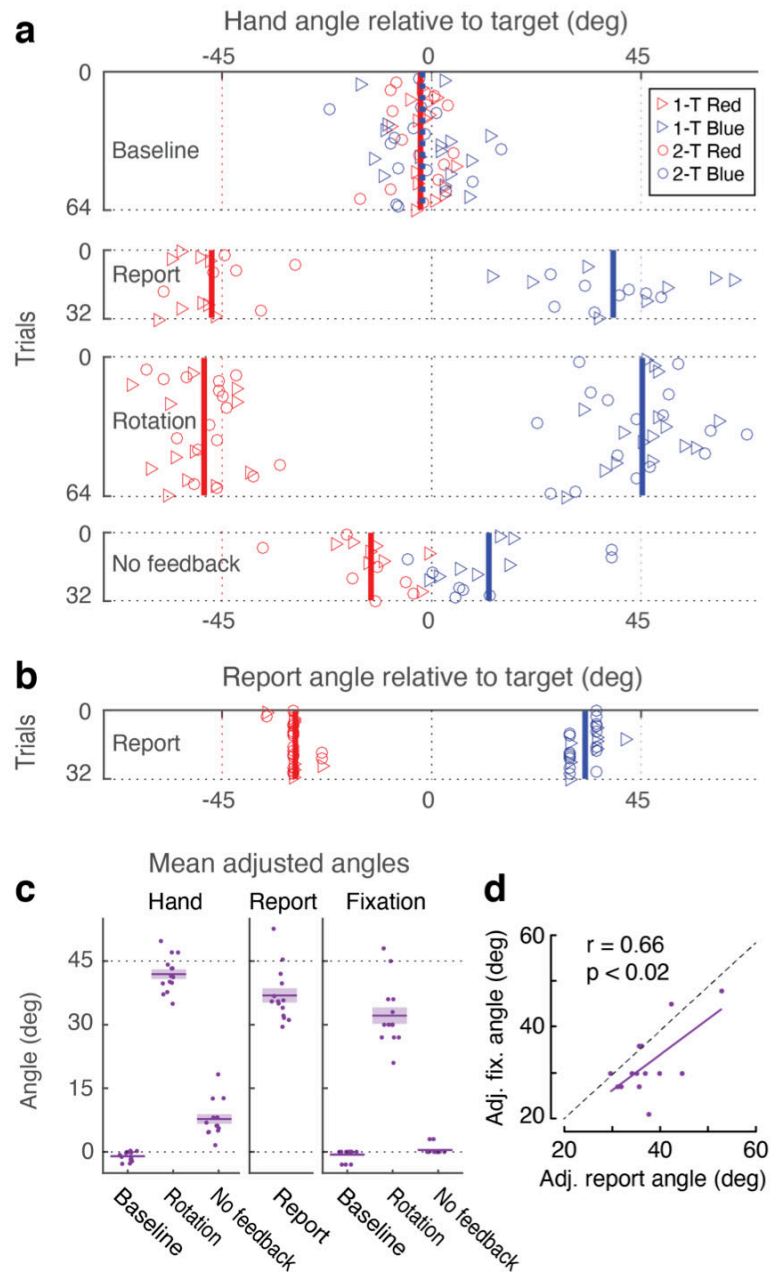 a
Hand angle relative to target (deg)
-45 0 45
0
Baseline
64
1-T Red
1-T Blue
2-T Red
2-T Blue
Trials
0
Report
32
0
Rotation
64
0
No feedback
32
-45 0 45
b
Report angle relative to target (deg)
Trials
0
Report
32
-45 0 45
Mean adjusted angles
c
Hand Report Fixation
Angle (deg)
45
30
15
0
Baseline
Rotation
No feedback
Report
Baseline
Rotation
No feedback
d
Adj. fix. angle (deg)
60
40
20
r = 0.66
p < 0.02
20 40 60
Adj. report angle (deg)